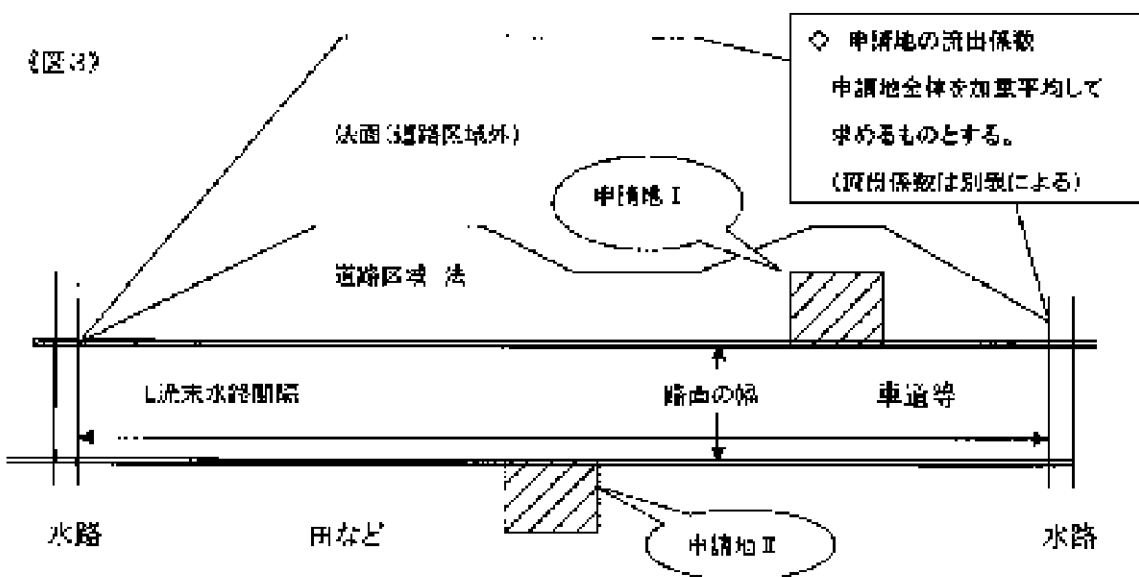 《図3》
◇ 申請地の流出係数
申請地全体を加重平均して
求めるものとする。
(流出係数は別表による)
法面(道路区域外)
申請地Ⅰ
道路区域 法
L流末水路間隔
路面の幅
車道等
水路
田など
申請地Ⅱ
水路